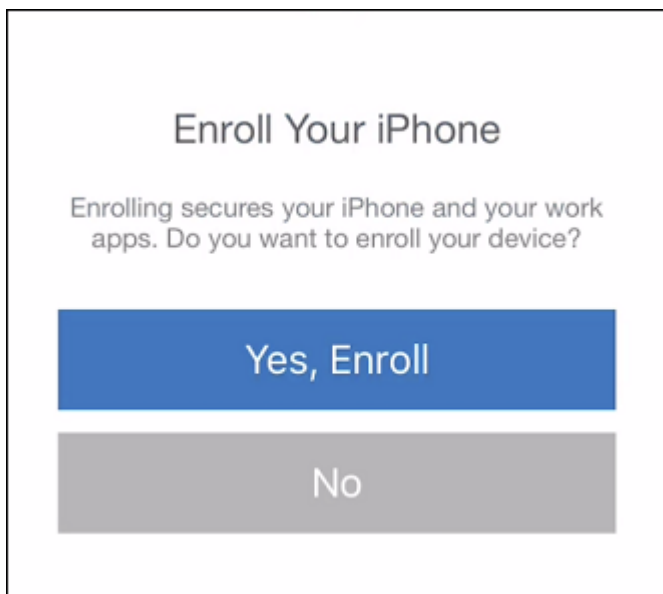 Enroll Your iPhone
Enrolling secures your iPhone and your work
apps. Do you want to enroll your device?
Yes, Enroll
No